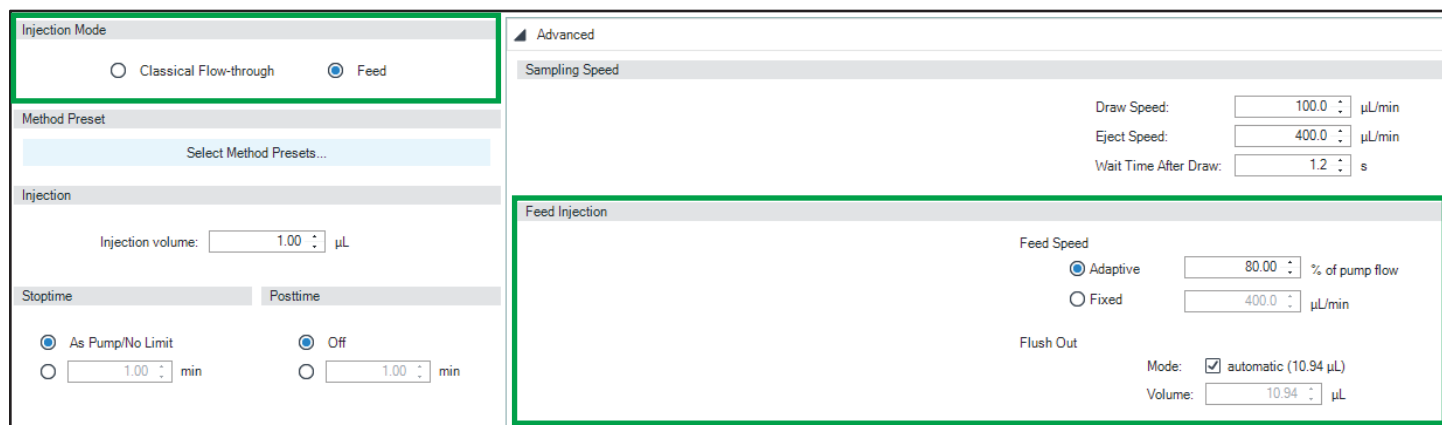 Injection Mode
Classical Flow-through Feed
Method Preset
Select Method Presets...
Injection
Injection volume: 1.00 µL
Stoptime Posttime
As Pump/No Limit Off
1.00 min 1.00 min
Advanced
Sampling Speed
Draw Speed: 100.0 µL/min
Eject Speed: 400.0 µL/min
Wait Time After Draw: 1.2 s
Feed Injection
Feed Speed
Adaptive 80.00 % of pump flow
Fixed 400.0 µL/min
Flush Out
Mode: automatic (10.94 µL)
Volume: 10.94 µL